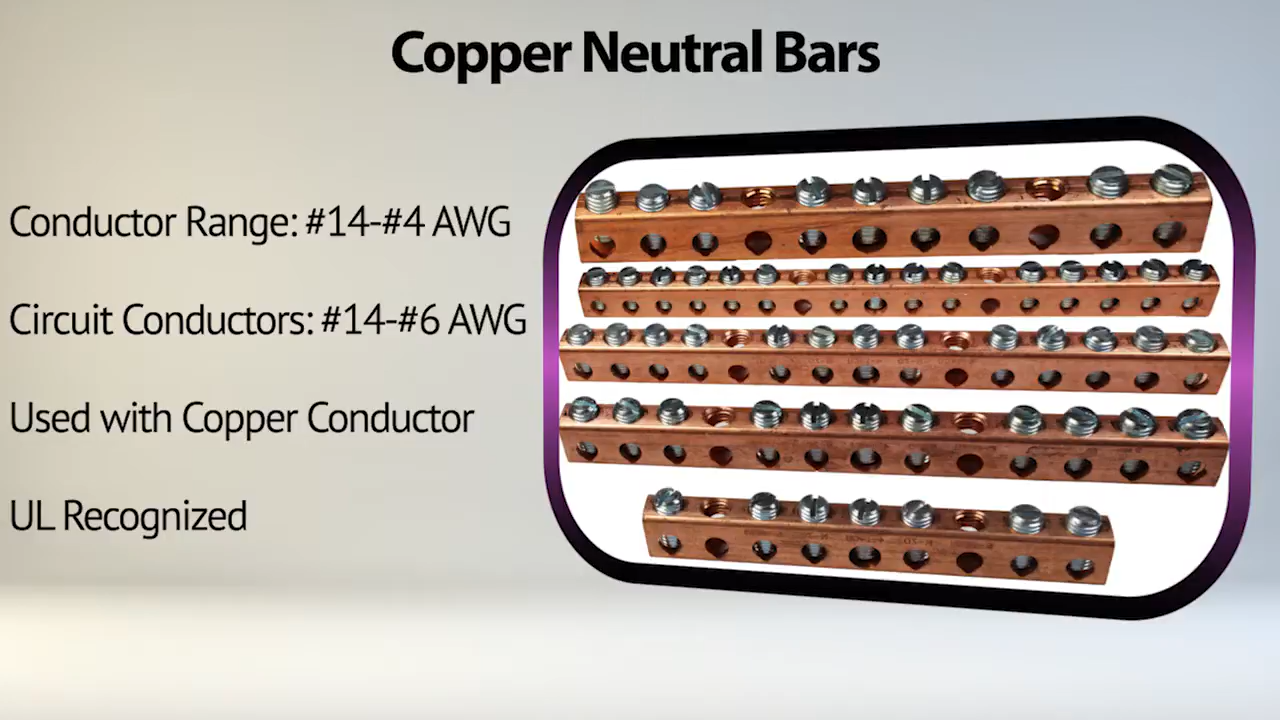 Copper Neutral Bars
Conductor Range: #14-#4 AWG
Circuit Conductors: #14-#6 AWG
Used with Copper Conductor
UL Recognized